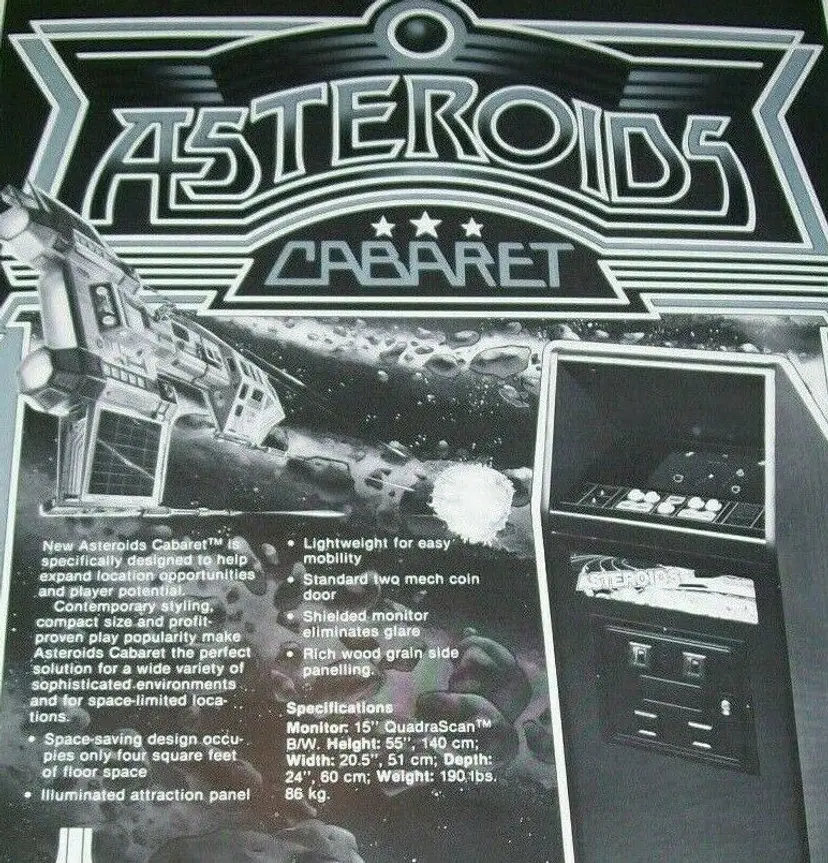 ASTEROIDS
CABARET
New Asteroids Cabaret™ is
specifically designed to help
expand location opportunities
and player potential.
Contemporary styling,
compact size and profit-
proven play popularity make
Asteroids Cabaret the perfect
solution for a wide variety of
sophisticated environments
and for space-limited loca-
tions.
• Space-saving design occu-
pies only four square feet
of floor space
• Illuminated attraction panel
• Lightweight for easy
mobility
• Standard two mech coin
door
• Shielded monitor
eliminates glare
• Rich wood grain side
panelling.
Specifications
Monitor: 15" QuadraScan™
B/W. Height: 55", 140 cm;
Width: 20.5", 51 cm; Depth:
24", 60 cm; Weight: 190 lbs.
86 kg.
ASTEROIDS